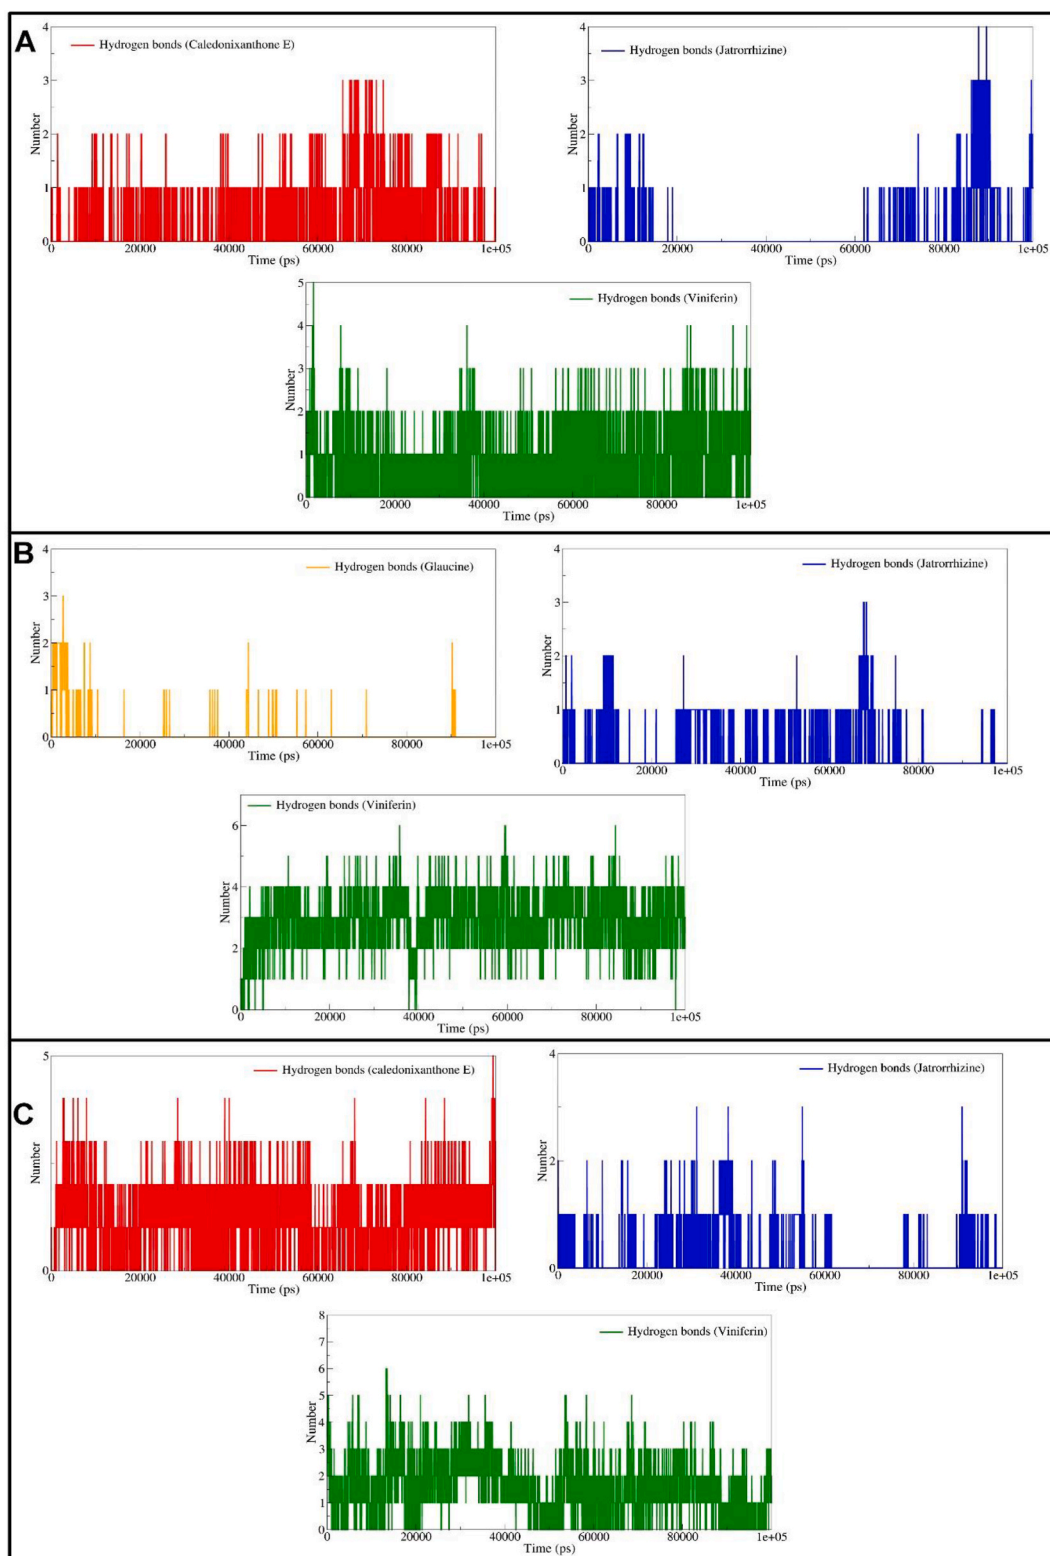 A
Hydrogen bonds (Caledonixanthone E)
4
3
2
1
0
Number
0 20000 40000 60000 80000 1e+05
Time (ps)
Hydrogen bonds (Jatrorrhizine)
4
3
2
1
0
Number
0 20000 40000 60000 80000 1e+05
Time (ps)
Hydrogen bonds (Viniferin)
5
4
3
2
1
0
Number
0 20000 40000 60000 80000 1e+05
Time (ps)
B
Hydrogen bonds (Glaucine)
4
3
2
1
0
Number
0 20000 40000 60000 80000 1e+05
Time (ps)
Hydrogen bonds (Jatrorrhizine)
4
3
2
1
0
Number
0 20000 40000 60000 80000 1e+05
Time (ps)
Hydrogen bonds (Viniferin)
6
4
2
0
Number
0 20000 40000 60000 80000 1e+05
Time (ps)
C
Hydrogen bonds (caledonixanthone E)
5
Number
0 20000 40000 60000 80000 1e+05
Time (ps)
Hydrogen bonds (Jatrorrhizine)
4
2
0
Number
0 20000 40000 60000 80000 1e+05
Time (ps)
Hydrogen bonds (Viniferin)
8
7
6
5
4
3
2
1
0
Number
0 20000 40000 60000 80000 1e+05
Time (ps)